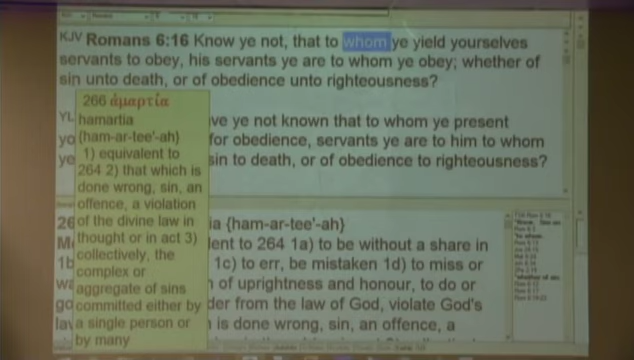 KJV Romans 6:16 Know ye not, that to whom ye yield yourselves
servants to obey, his servants ye are to whom ye obey; whether of
sin unto death, or of obedience unto righteousness?
YL
ve ye not known that to whom ye present
yo
for obedience, servants ye are to him to whom
ye
sin to death, or of obedience to righteousness?
266 ἁμαρτία
hamartia
{ham-ar-tee'-ah}
1) equivalent to
264 2) that which is
done wrong, sin, an
offence, a violation
of the divine law in
thought or in act 3)
collectively, the
complex or
aggregate of sins
committed either by
a single person or
by many
26
ia {ham-ar-tee'-ah}
lent to 264 1a) to be without a share in
1b
1c) to err, be mistaken 1d) to miss or
wa
n of uprightness and honour, to do or
go
der from the law of God, violate God's
law
is done wrong, sin, an offence, a